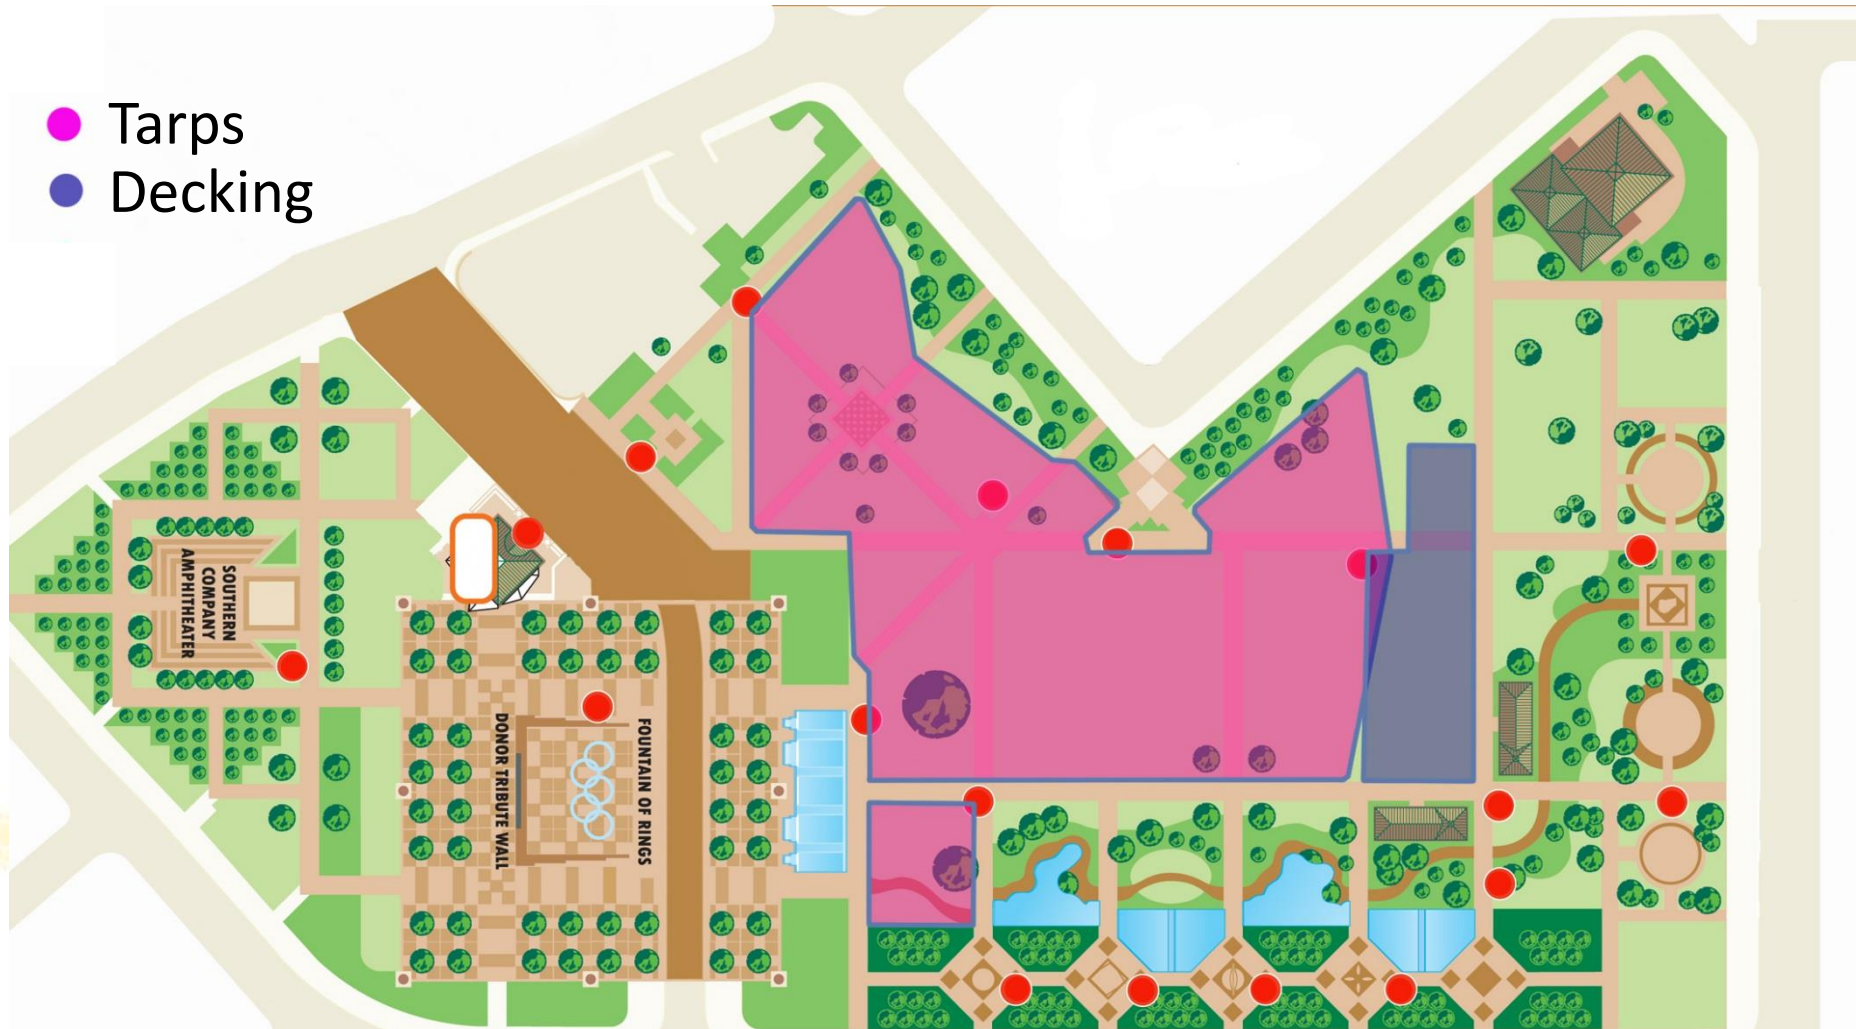 Tarps
Decking
SOUTHERN
COMPANY
AMPHITHEATER
DONOR TRIBUTE WALL
FOUNTAIN OF RINGS